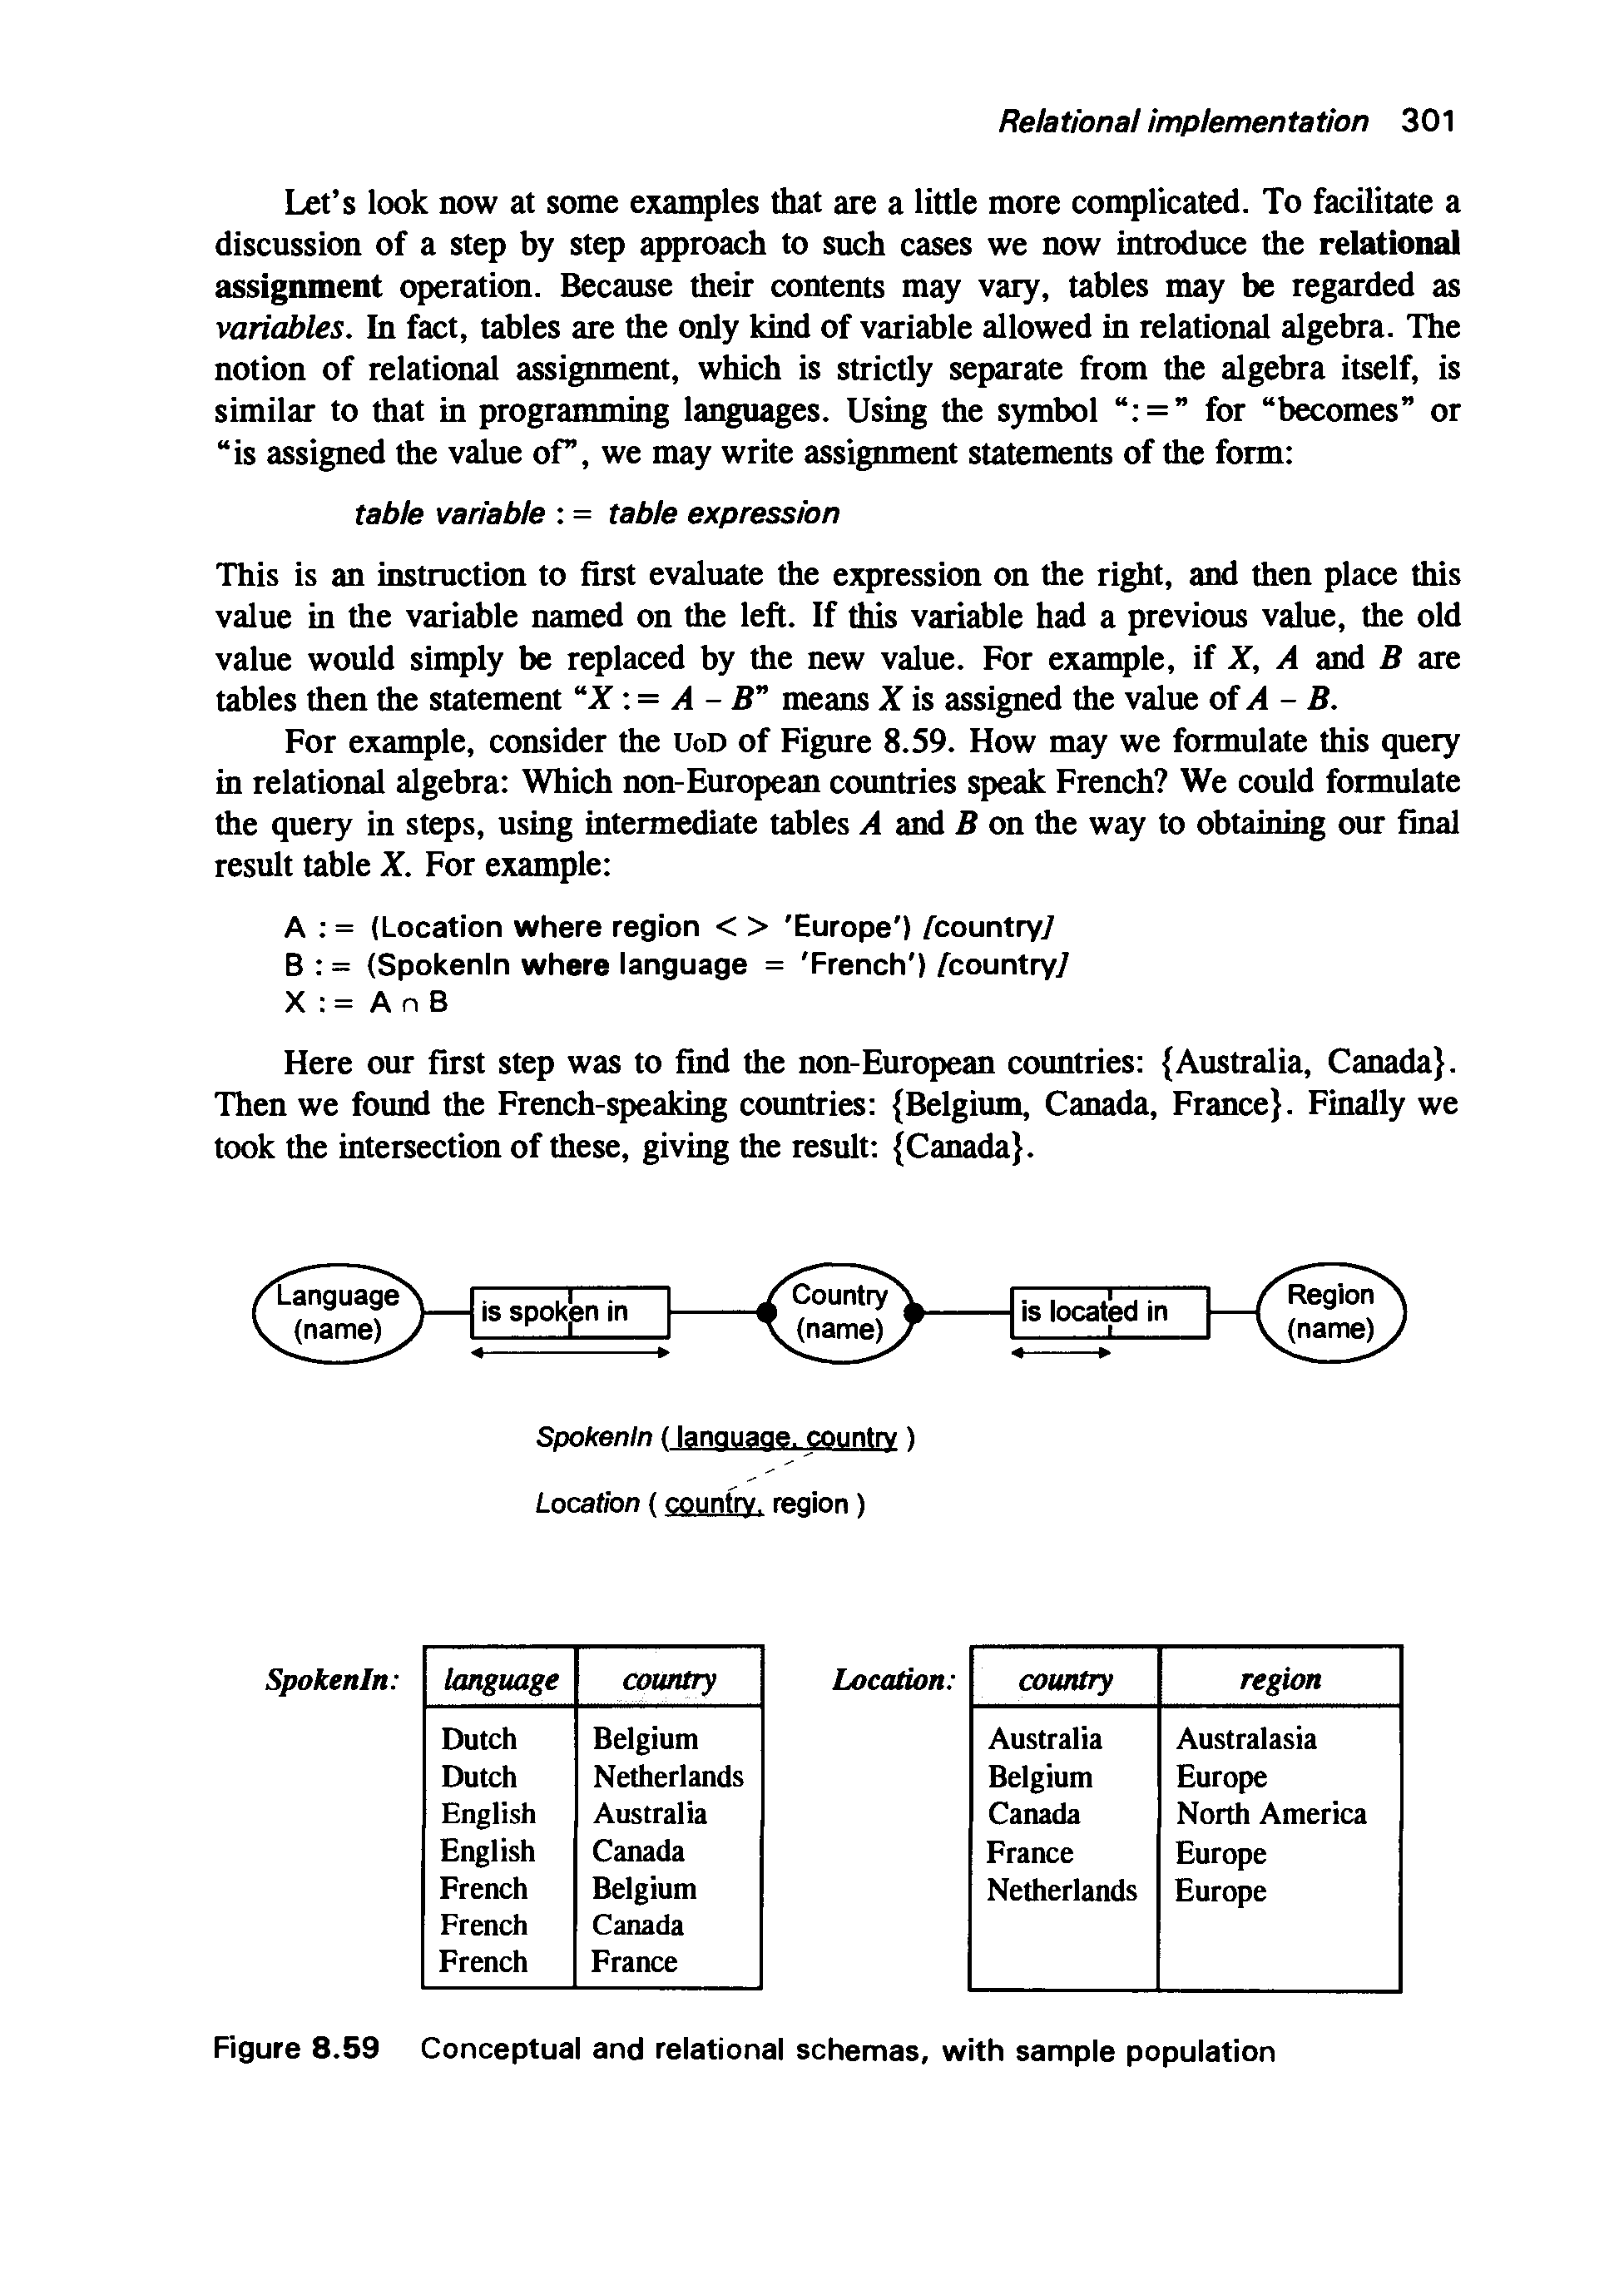 Relational implementation 301
Let's look now at some examples that are a little more complicated. To facilitate a
discussion of a step by step approach to such cases we now introduce the relational
assignment operation. Because their contents may vary, tables may be regarded as
variables. In fact, tables are the only kind of variable allowed in relational algebra. The
notion of relational assignment, which is strictly separate from the algebra itself, is
similar to that in programming languages. Using the symbol “: =” for “becomes” or
“is assigned the value of”, we may write assignment statements of the form:
table variable : = table expression
This is an instruction to first evaluate the expression on the right, and then place this
value in the variable named on the left. If this variable had a previous value, the old
value would simply be replaced by the new value. For example, if X, A and B are
tables then the statement “X : = A – B” means X is assigned the value of A – B.
For example, consider the UoD of Figure 8.59. How may we formulate this query
in relational algebra: Which non-European countries speak French? We could formulate
the query in steps, using intermediate tables A and B on the way to obtaining our final
result table X. For example:
A : = (Location where region < > 'Europe') [country]
B : = (SpokenIn where language = 'French') [country]
X : = A ∩ B
Here our first step was to find the non-European countries: {Australia, Canada}.
Then we found the French-speaking countries: {Belgium, Canada, France}. Finally we
took the intersection of these, giving the result: {Canada}.
Language (name) is spoken in Country (name) is located in Region (name)
SpokenIn ( language, country )
Location ( country, region )
SpokenIn: language country Location: country region
Dutch Belgium Australia Australasia
Dutch Netherlands Belgium Europe
English Australia Canada North America
English Canada France Europe
French Belgium Netherlands Europe
French Canada
French France
Figure 8.59 Conceptual and relational schemas, with sample population